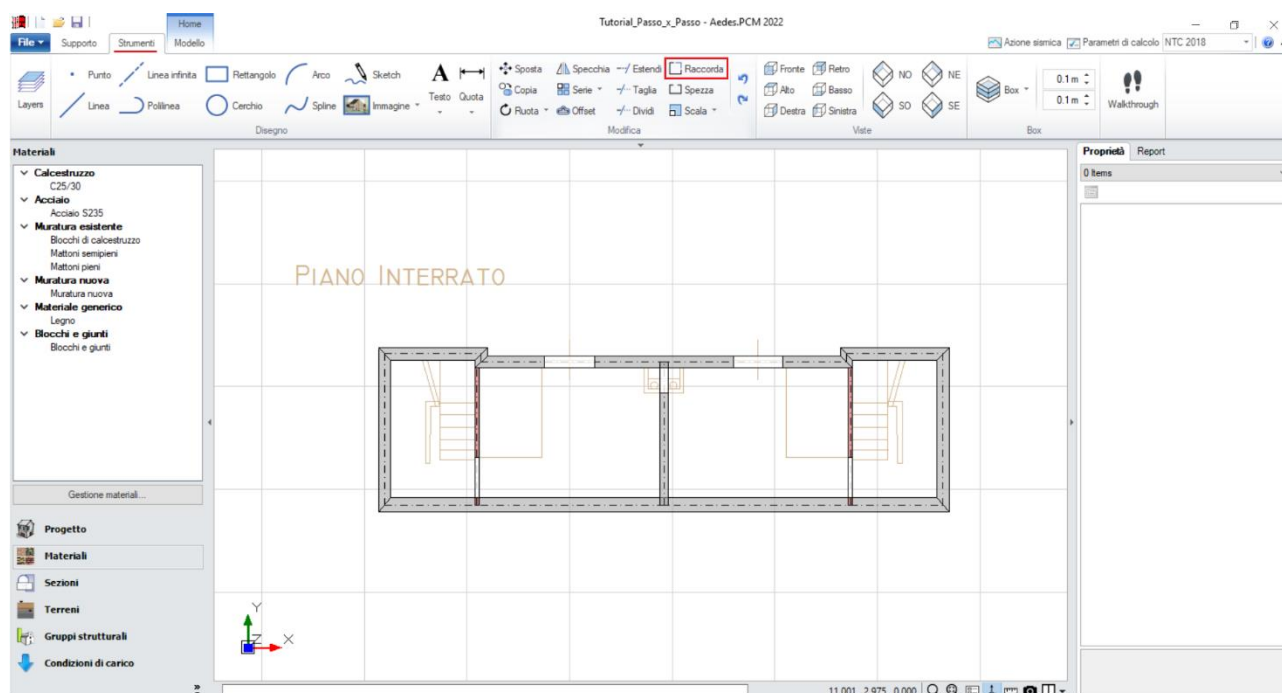 Tutorial_Passo_x_Passo - Aedes.PCM 2022
Home
File Supporto Strumenti Modello
Azione sismica Parametri di calcolo NTC 2018
Layers
Punto Linea infinita Rettangolo Arco Sketch
Linea Polilinea Cerchio Spline Immagine
A Testo Quota
Disegno
Sposta Specchia Estendi Raccorda
Copia Serie Taglia Spezza
Ruota Offset Dividi Scala
Modifica
Fronte Retro NO NE
Alto Basso
Destra Sinistra SO SE
Viste
Box 0.1 m
0.1 m
Box
Walkthrough
Materiali
Calcestruzzo
C25/30
Acciaio
Acciaio S235
Muratura esistente
Blocchi di calcestruzzo
Mattoni semipieni
Mattoni pieni
Muratura nuova
Muratura nuova
Materiale generico
Legno
Blocchi e giunti
Blocchi e giunti
Gestione materiali...
Progetto
Materiali
Sezioni
Terreni
Gruppi strutturali
Condizioni di carico
PIANO INTERRATO
Y
Z X
Proprietà Report
0 Items
11.001 2.975 0.000